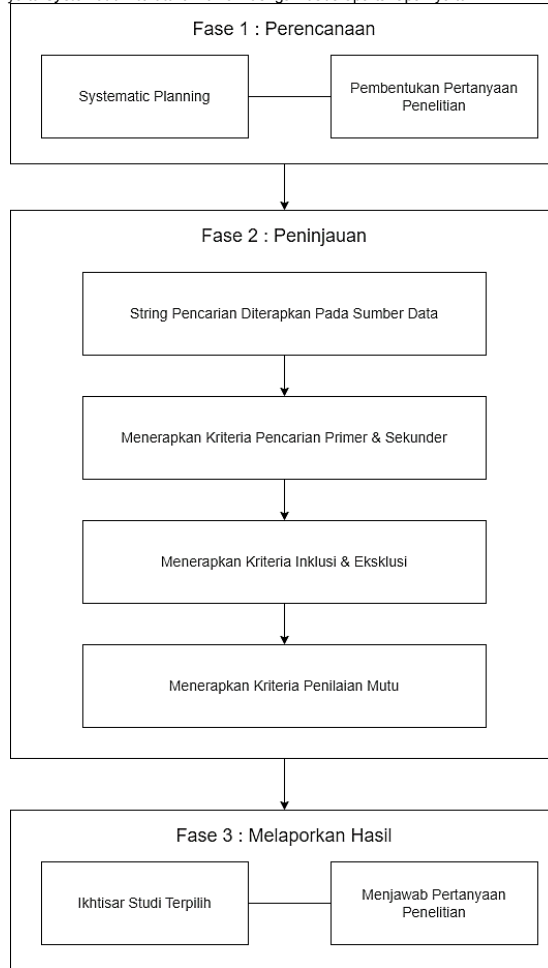 Fase 1 : Perencanaan
Systematic Planning
Pembentukan Pertanyaan
Penelitian
Fase 2 : Peninjauan
String Pencarian Diterapkan Pada Sumber Data
Menerapkan Kriteria Pencarian Primer & Sekunder
Menerapkan Kriteria Inklusi & Eksklusi
Menerapkan Kriteria Penilaian Mutu
Fase 3 : Melaporkan Hasil
Ikhtisar Studi Terpilih
Menjawab Pertanyaan
Penelitian